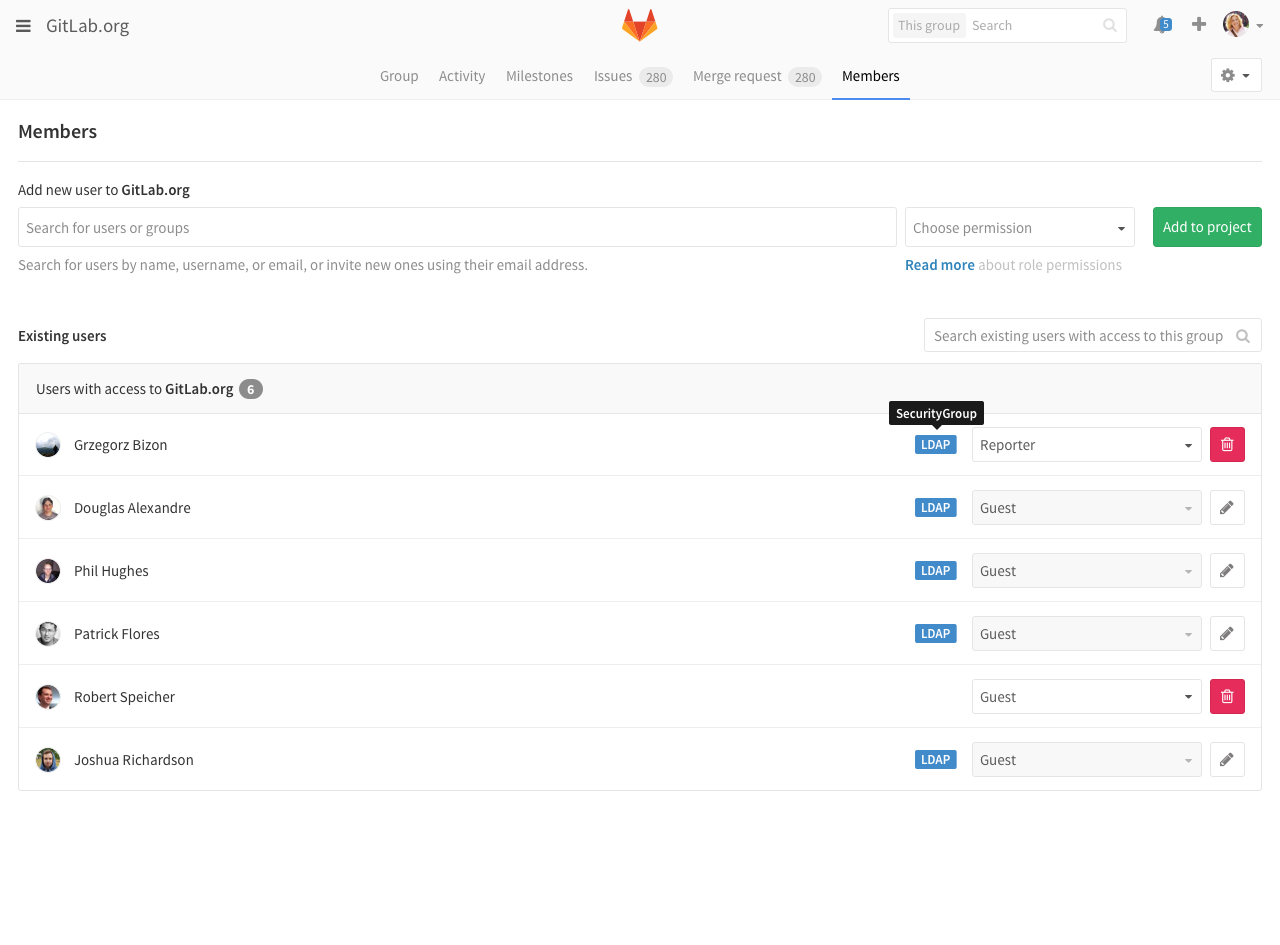 GitLab.org
This group Search
5
Group Activity Milestones Issues 280 Merge request 280 Members
Members
Add new user to GitLab.org
Search for users or groups
Choose permission
Add to project
Search for users by name, username, or email, or invite new ones using their email address.
Read more about role permissions
Existing users
Search existing users with access to this group
Users with access to GitLab.org 6
SecurityGroup
Grzegorz Bizon LDAP Reporter
Douglas Alexandre LDAP Guest
Phil Hughes LDAP Guest
Patrick Flores LDAP Guest
Robert Speicher Guest
Joshua Richardson LDAP Guest